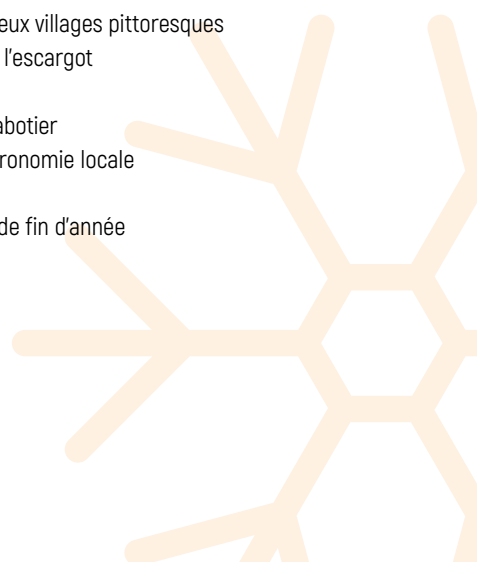 eux villages pittoresques
l'escargot
abotier
ronomie locale
de fin d'année